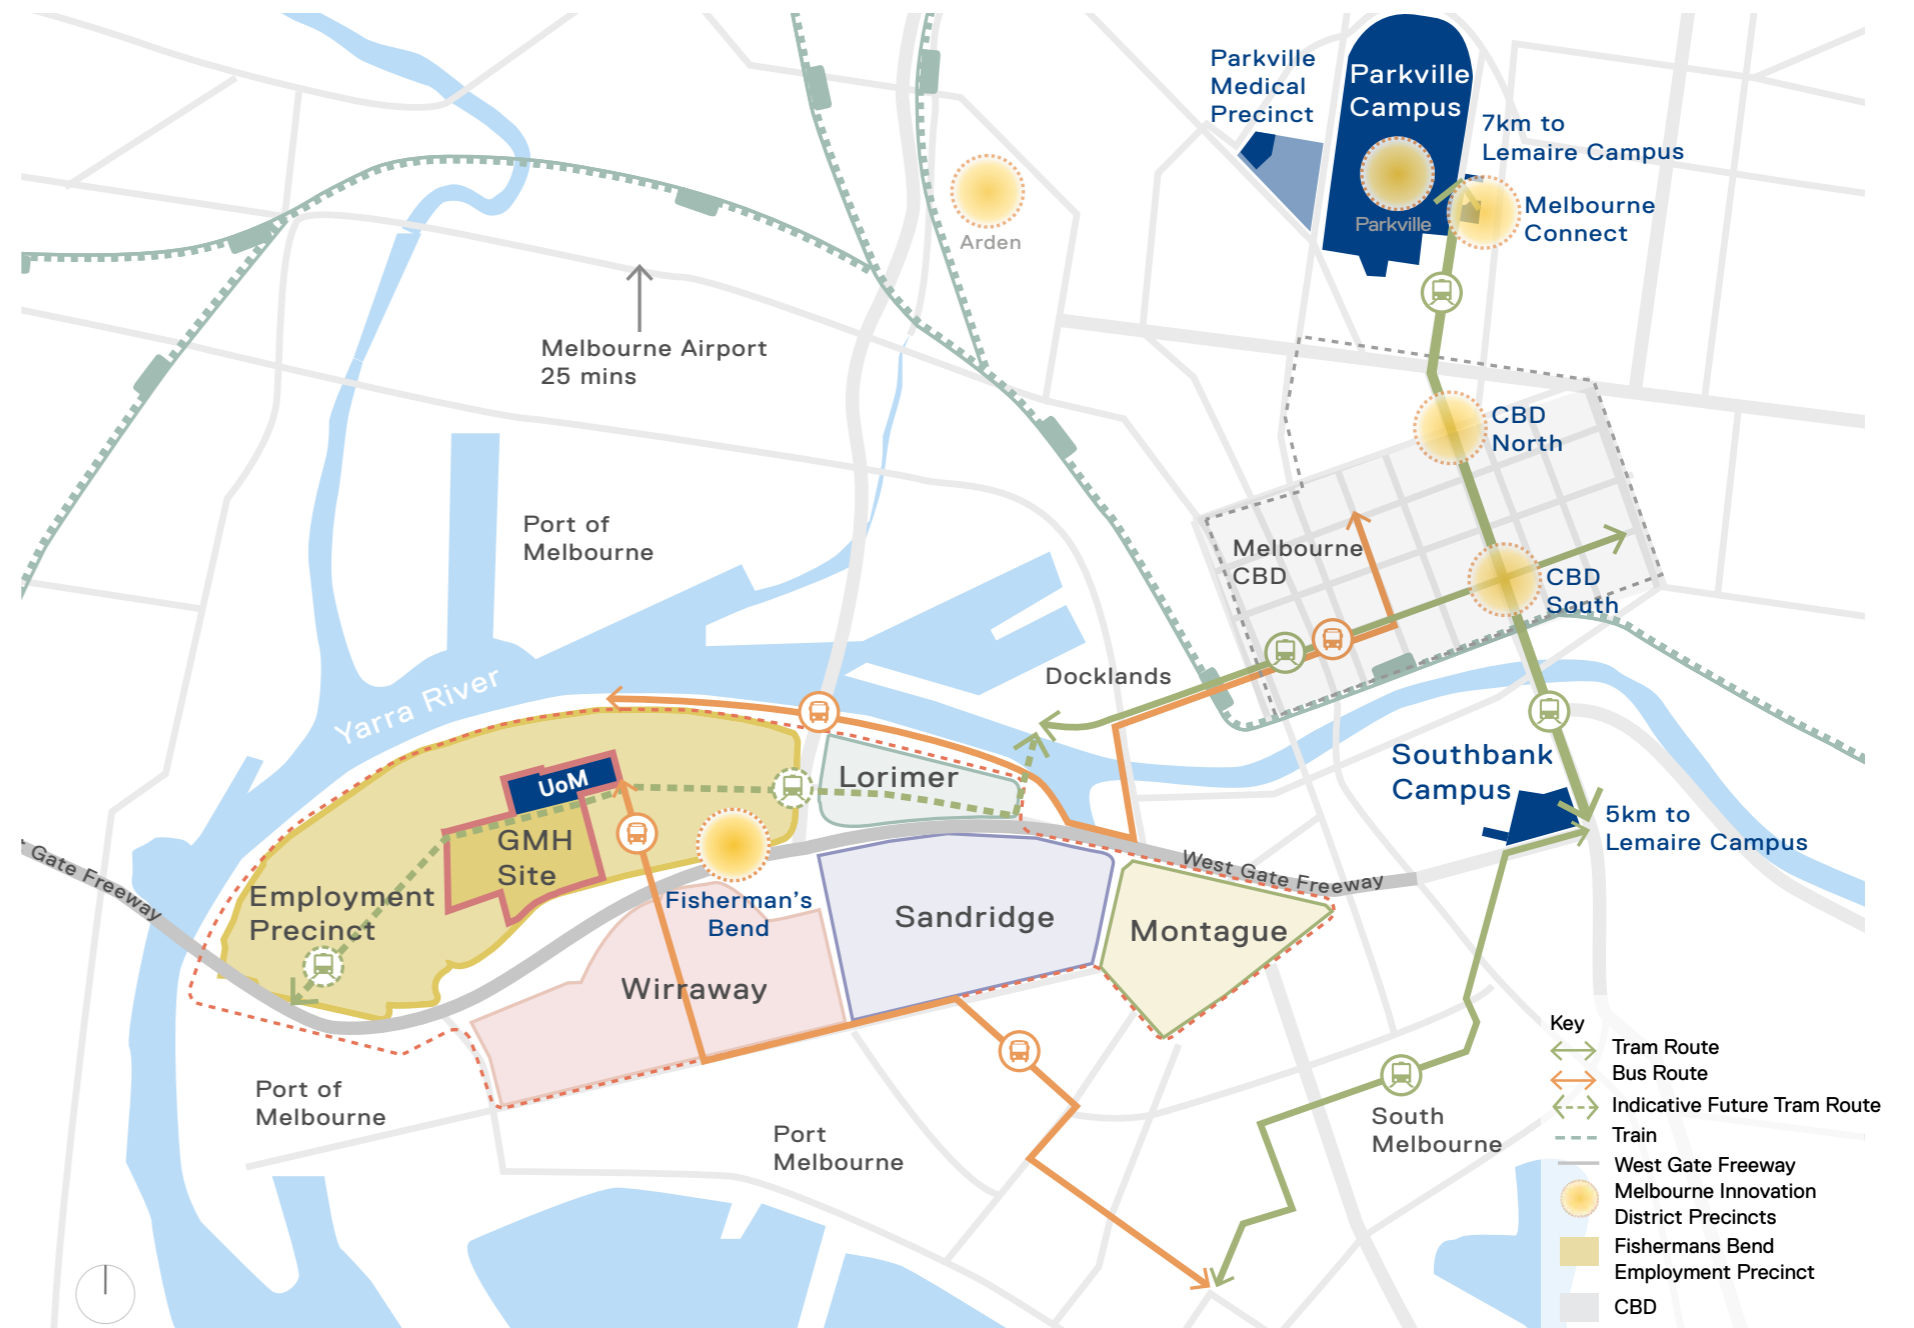 Parkville
Medical
Precinct
Parkville
Campus
7km to
Lemaire Campus
Parkville
Melbourne
Connect
Arden
Melbourne Airport
25 mins
CBD
North
Port of
Melbourne
Melbourne
CBD
CBD
South
Docklands
Yarra River
Lorimer
UoM
GMH
Site
Southbank
Campus
5km to
Lemaire Campus
Gate Freeway
West Gate Freeway
Employment
Precinct
Fisherman's
Bend
Sandridge
Montague
Wirraway
Port of
Melbourne
Port
Melbourne
South
Melbourne
Key
Tram Route
Bus Route
Indicative Future Tram Route
Train
West Gate Freeway
Melbourne Innovation
District Precincts
Fishermans Bend
Employment Precinct
CBD